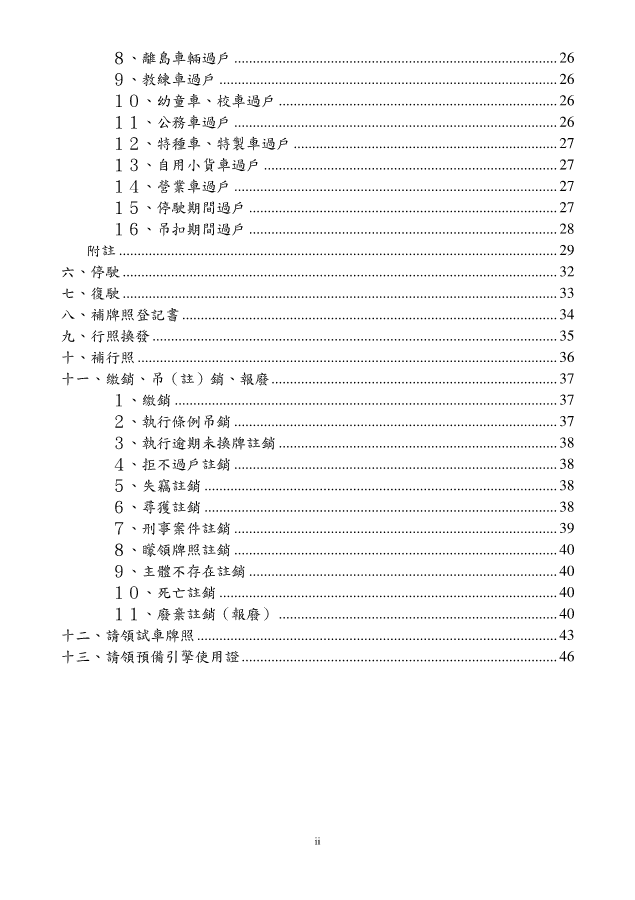 ８、離島車輛過戶 ........ 26
９、教練車過戶 ........ 26
１０、幼童車、校車過戶 ........ 26
１１、公務車過戶 ........ 26
１２、特種車、特製車過戶 ........ 27
１３、自用小貨車過戶 ........ 27
１４、營業車過戶 ........ 27
１５、停駛期間過戶 ........ 27
１６、吊扣期間過戶 ........ 28
附註 ........ 29
六、停駛 ........ 32
七、復駛 ........ 33
八、補牌照登記書 ........ 34
九、行照換發 ........ 35
十、補行照 ........ 36
十一、繳銷、吊（註）銷、報廢 ........ 37
１、繳銷 ........ 37
２、執行條例吊銷 ........ 37
３、執行逾期未換牌註銷 ........ 38
４、拒不過戶註銷 ........ 38
５、失竊註銷 ........ 38
６、尋獲註銷 ........ 38
７、刑事案件註銷 ........ 39
８、矇領牌照註銷 ........ 40
９、主體不存在註銷 ........ 40
１０、死亡註銷 ........ 40
１１、廢棄註銷（報廢） ........ 40
十二、請領試車牌照 ........ 43
十三、請領預備引擎使用證 ........ 46
ii